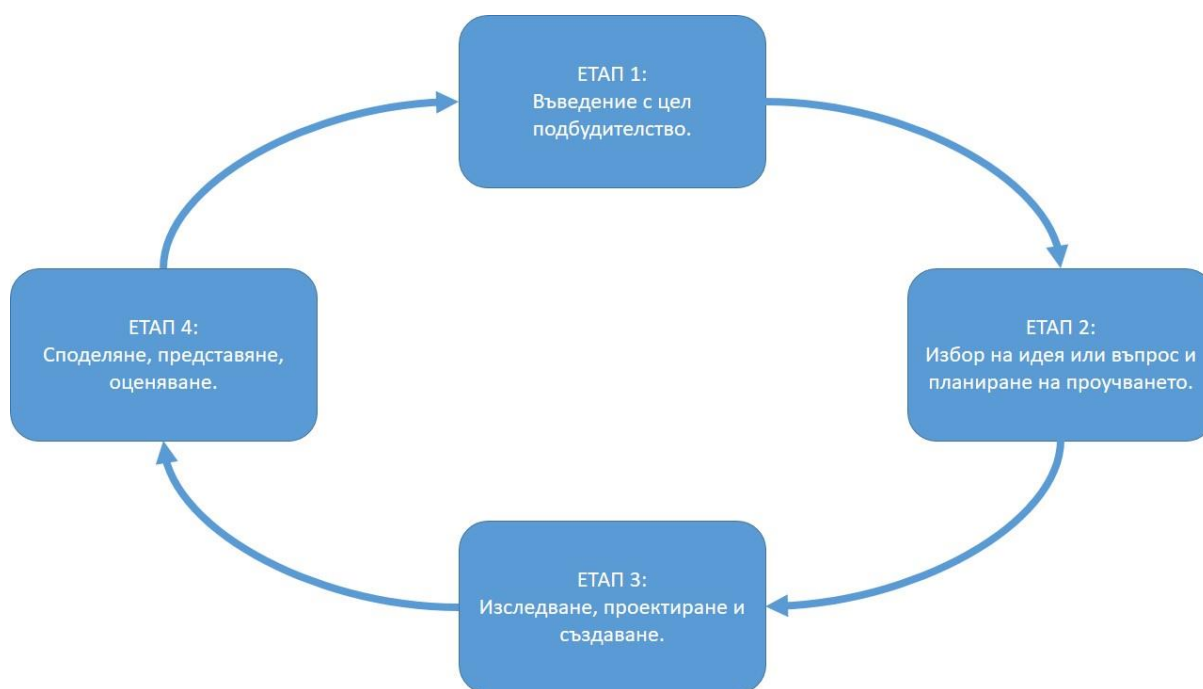 ЕТАП 1:
Въведение с цел
подбудителство.
ЕТАП 2:
Избор на идея или въпрос и
планиране на проучването.
ЕТАП 3:
Изследване, проектиране и
създаване.
ЕТАП 4:
Споделяне, представяне,
оценяване.